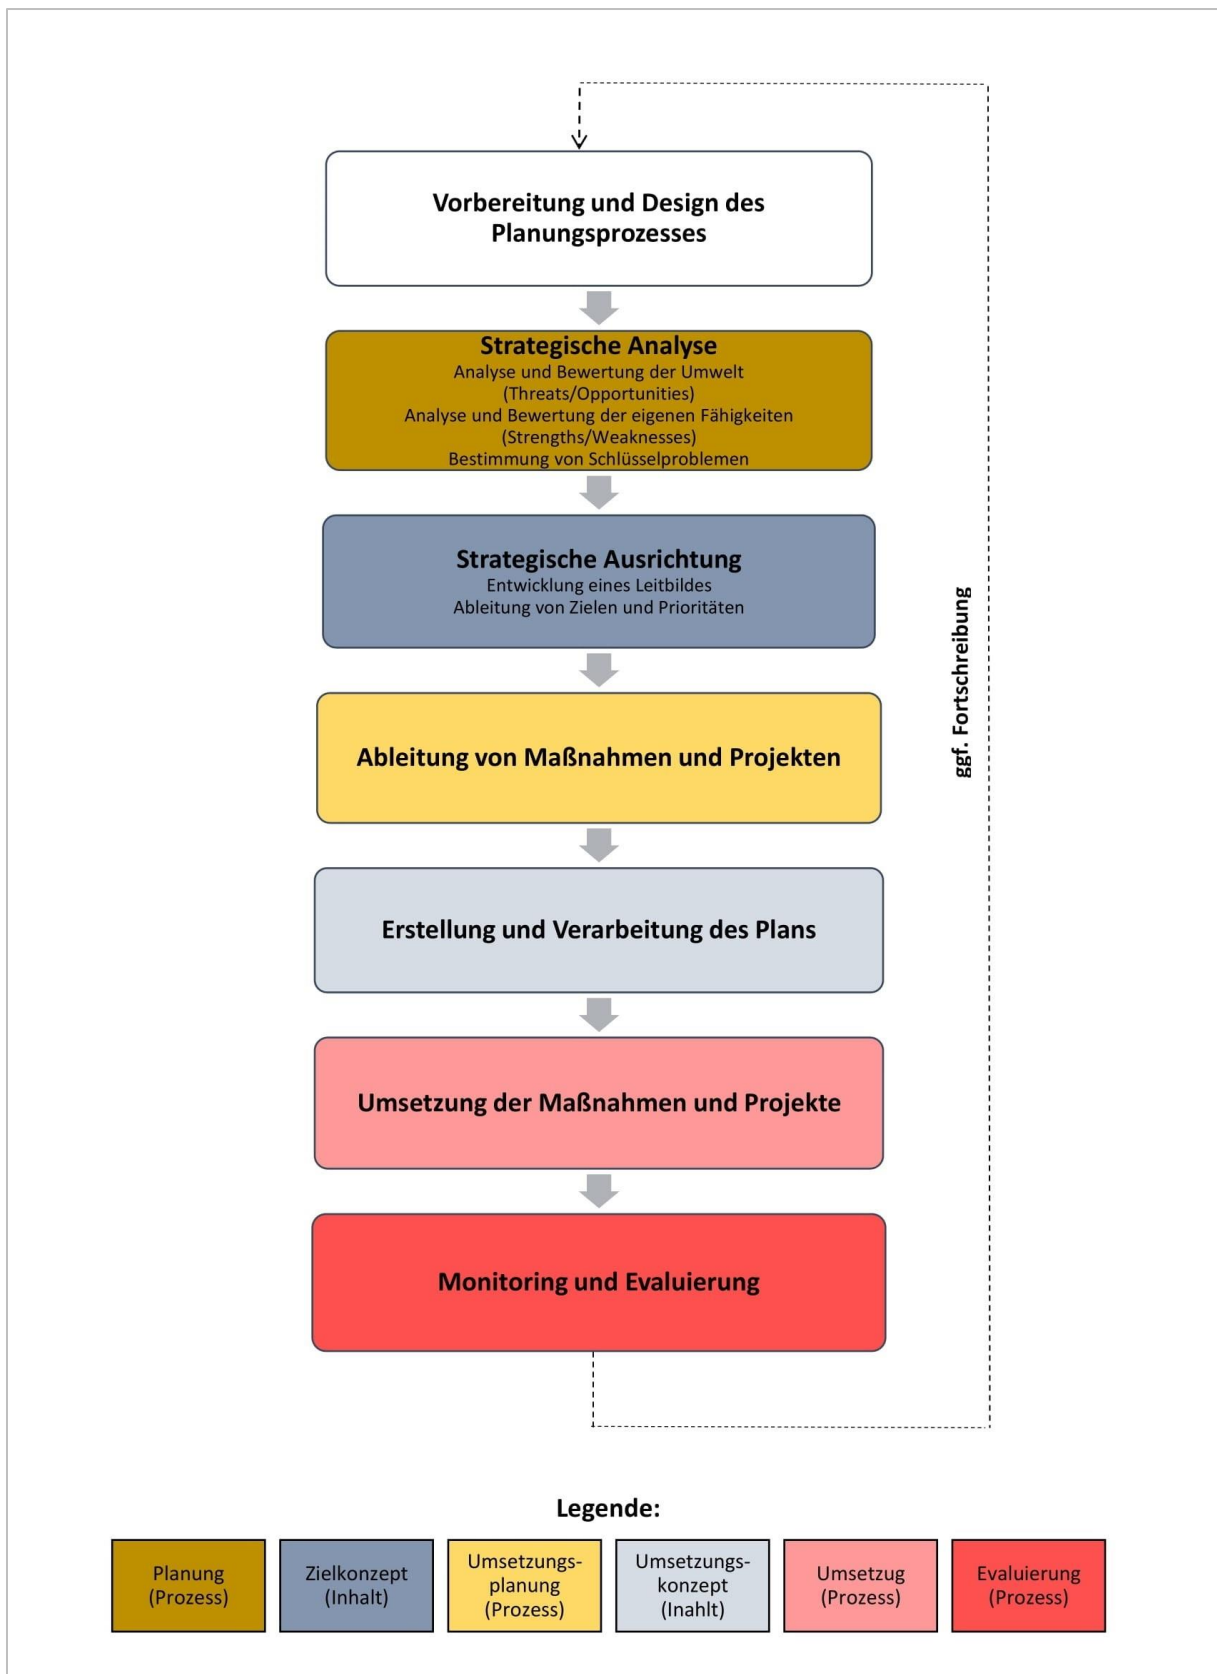 Vorbereitung und Design des
Planungsprozesses
Strategische Analyse
Analyse und Bewertung der Umwelt
(Threats/Opportunities)
Analyse und Bewertung der eigenen Fähigkeiten
(Strengths/Weaknesses)
Bestimmung von Schlüsselproblemen
Strategische Ausrichtung
Entwicklung eines Leitbildes
Ableitung von Zielen und Prioritäten
Ableitung von Maßnahmen und Projekten
Erstellung und Verarbeitung des Plans
Umsetzung der Maßnahmen und Projekte
Monitoring und Evaluierung
ggf. Fortschreibung
Legende:
Planung
(Prozess)
Zielkonzept
(Inhalt)
Umsetzungs-
planung
(Prozess)
Umsetzungs-
konzept
(Inahlt)
Umsetzug
(Prozess)
Evaluierung
(Prozess)